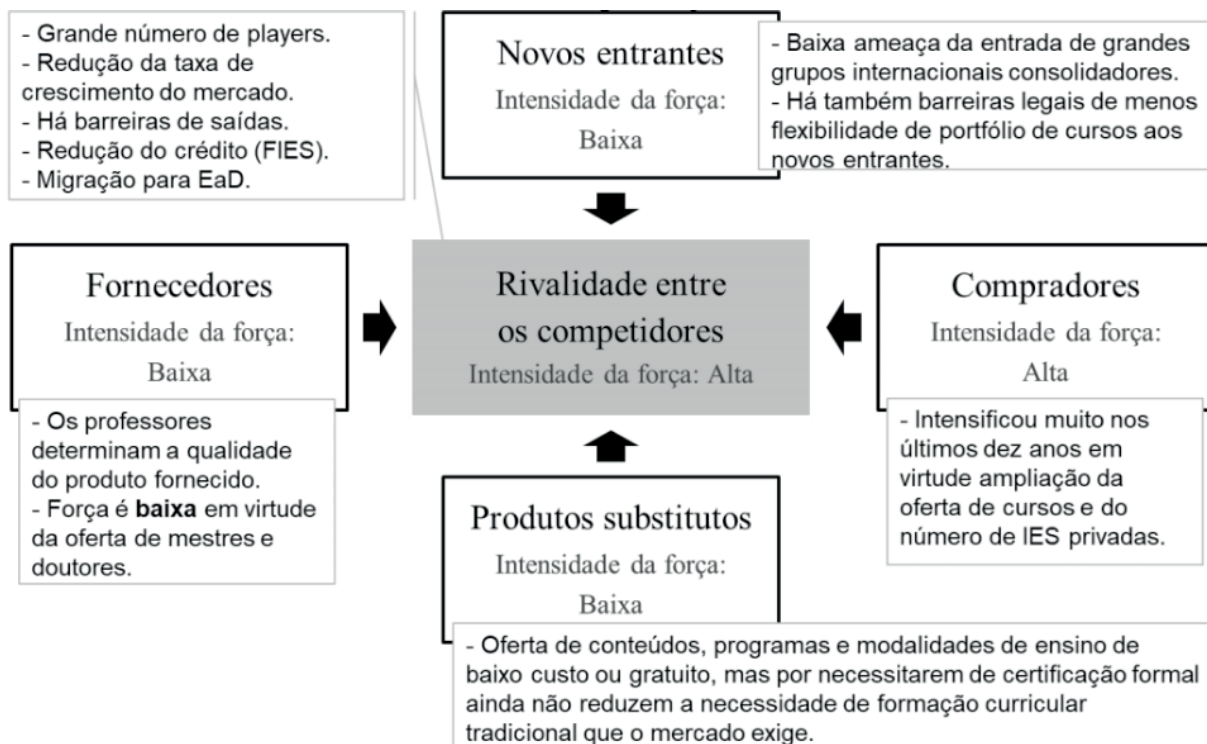 - Grande número de players.
- Redução da taxa de
crescimento do mercado.
- Há barreiras de saídas.
- Redução do crédito (FIES).
- Migração para EaD.
Novos entrantes
Intensidade da força:
Baixa
- Baixa ameaça da entrada de grandes
grupos internacionais consolidadores.
- Há também barreiras legais de menos
flexibilidade de portfólio de cursos aos
novos entrantes.
Fornecedores
Intensidade da força:
Baixa
- Os professores
determinam a qualidade
do produto fornecido.
- Força é baixa em virtude
da oferta de mestres e
doutores.
Rivalidade entre
os competidores
Intensidade da força: Alta
Compradores
Intensidade da força:
Alta
- Intensificou muito nos
últimos dez anos em
virtude ampliação da
oferta de cursos e do
número de IES privadas.
Produtos substitutos
Intensidade da força:
Baixa
- Oferta de conteúdos, programas e modalidades de ensino de
baixo custo ou gratuito, mas por necessitarem de certificação formal
ainda não reduzem a necessidade de formação curricular
tradicional que o mercado exige.